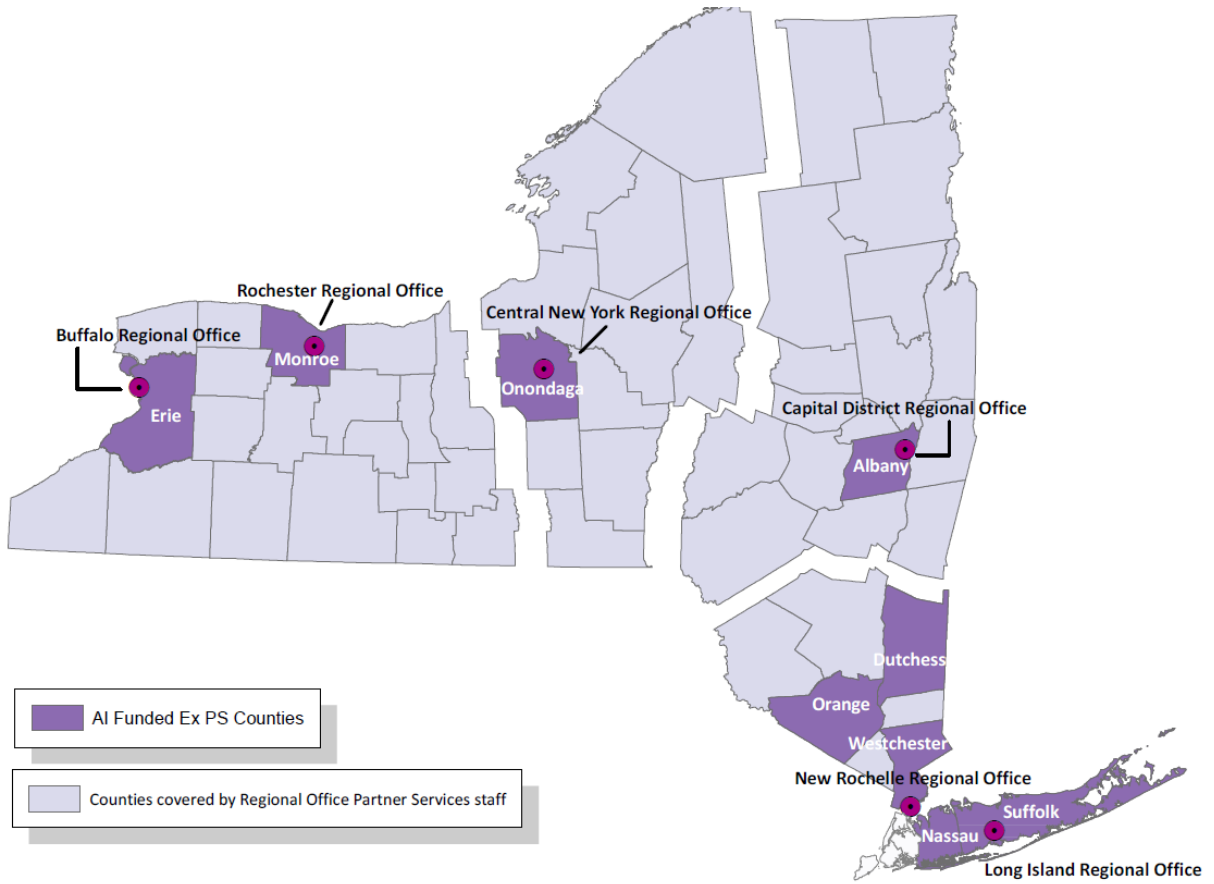 Rochester Regional Office
Central New York Regional Office
Buffalo Regional Office
Monroe
Onondaga
Erie
Capital District Regional Office
Albany
Dutchess
Orange
Westchester
New Rochelle Regional Office
Suffolk
Nassau
Long Island Regional Office
AI Funded Ex PS Counties
Counties covered by Regional Office Partner Services staff